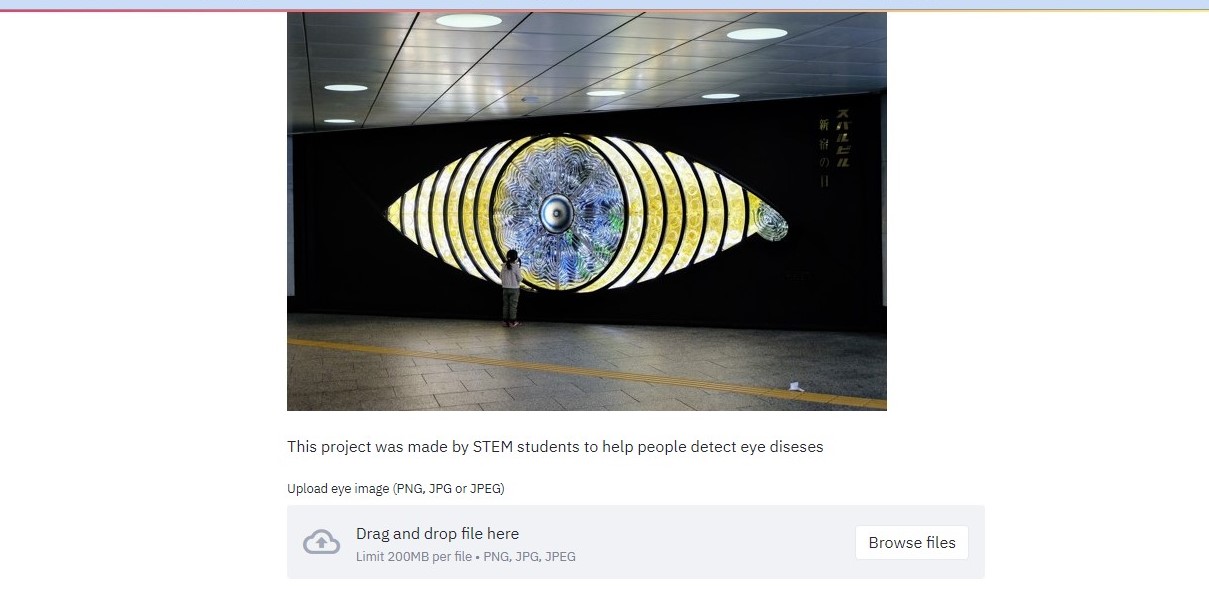 スバルビル
新宿の目
This project was made by STEM students to help people detect eye diseses
Upload eye image (PNG, JPG or JPEG)
Drag and drop file here
Limit 200MB per file • PNG, JPG, JPEG
Browse files